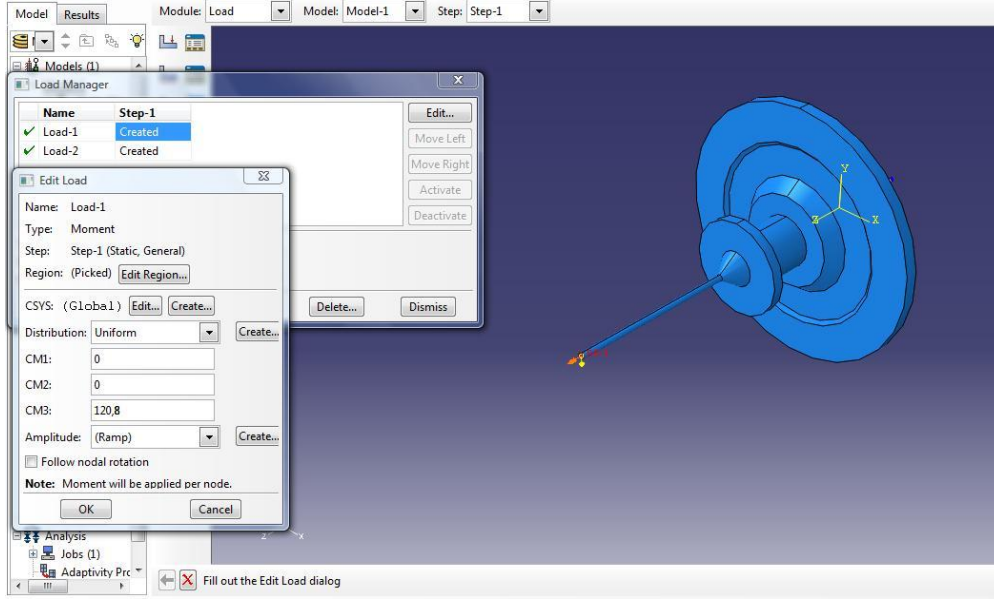 Model Results Module: Load Model: Model-1 Step: Step-1
Models (1)
Load Manager
Name Step-1
Load-1 Created
Load-2 Created
Edit...
Move Left
Move Right
Activate
Deactivate
Delete... Dismiss
Edit Load
Name: Load-1
Type: Moment
Step: Step-1 (Static, General)
Region: (Picked) Edit Region...
CSYS: (Global) Edit... Create...
Distribution: Uniform Create...
CM1: 0
CM2: 0
CM3: 120,8
Amplitude: (Ramp) Create...
Follow nodal rotation
Note: Moment will be applied per node.
OK Cancel
Y
Z X
Z X
Analysis
Jobs (1)
Adaptivity Prc
Fill out the Edit Load dialog